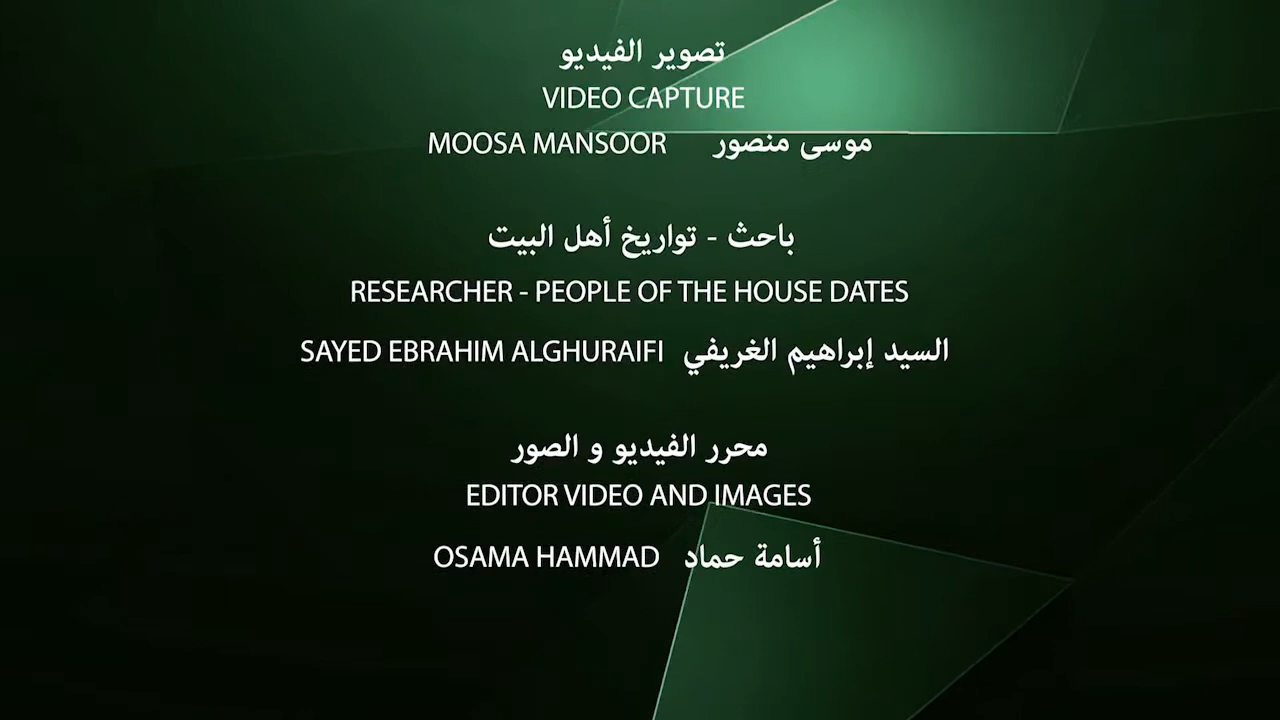 تصوير الفيديو
VIDEO CAPTURE
MOOSA MANSOOR موسى منصور
باحث - تواريخ أهل البيت
RESEARCHER - PEOPLE OF THE HOUSE DATES
SAYED EBRAHIM ALGHURAIFI السيد إبراهيم الغريفي
محرر الفيديو و الصور
EDITOR VIDEO AND IMAGES
OSAMA HAMMAD أسامة حماد